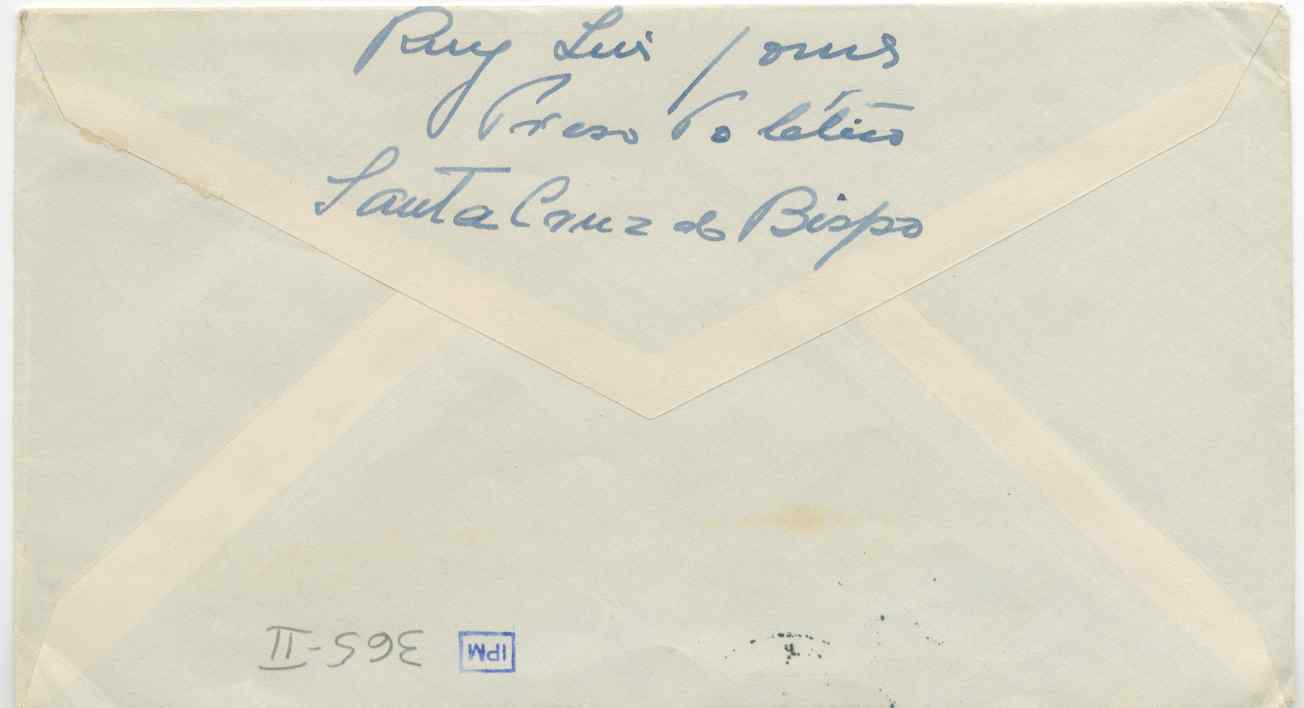 Ruy Luis Gomes
Preso Político
Santa Cruz do Bispo
365-II
IPM